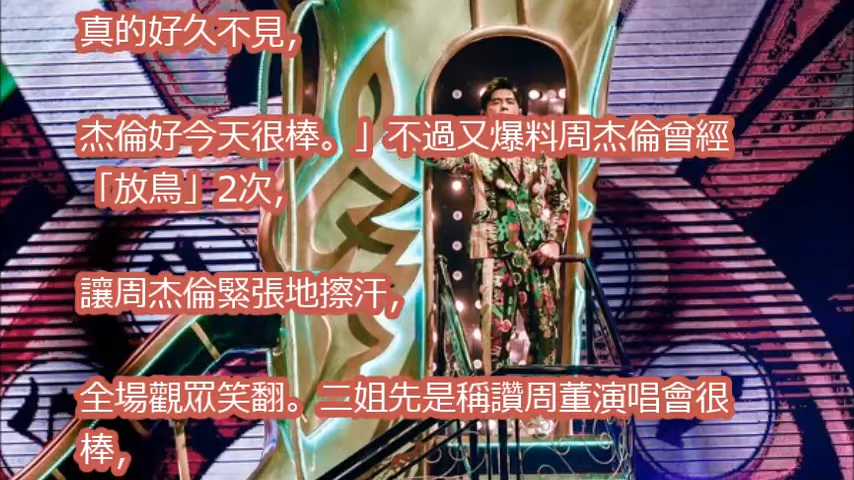 真的好久不見，
杰倫好今天很棒。」不過又爆料周杰倫曾經
「放鳥」2次，
讓周杰倫緊張地擦汗，
全場觀眾笑翻。二姐先是稱讚周董演唱會很
棒，